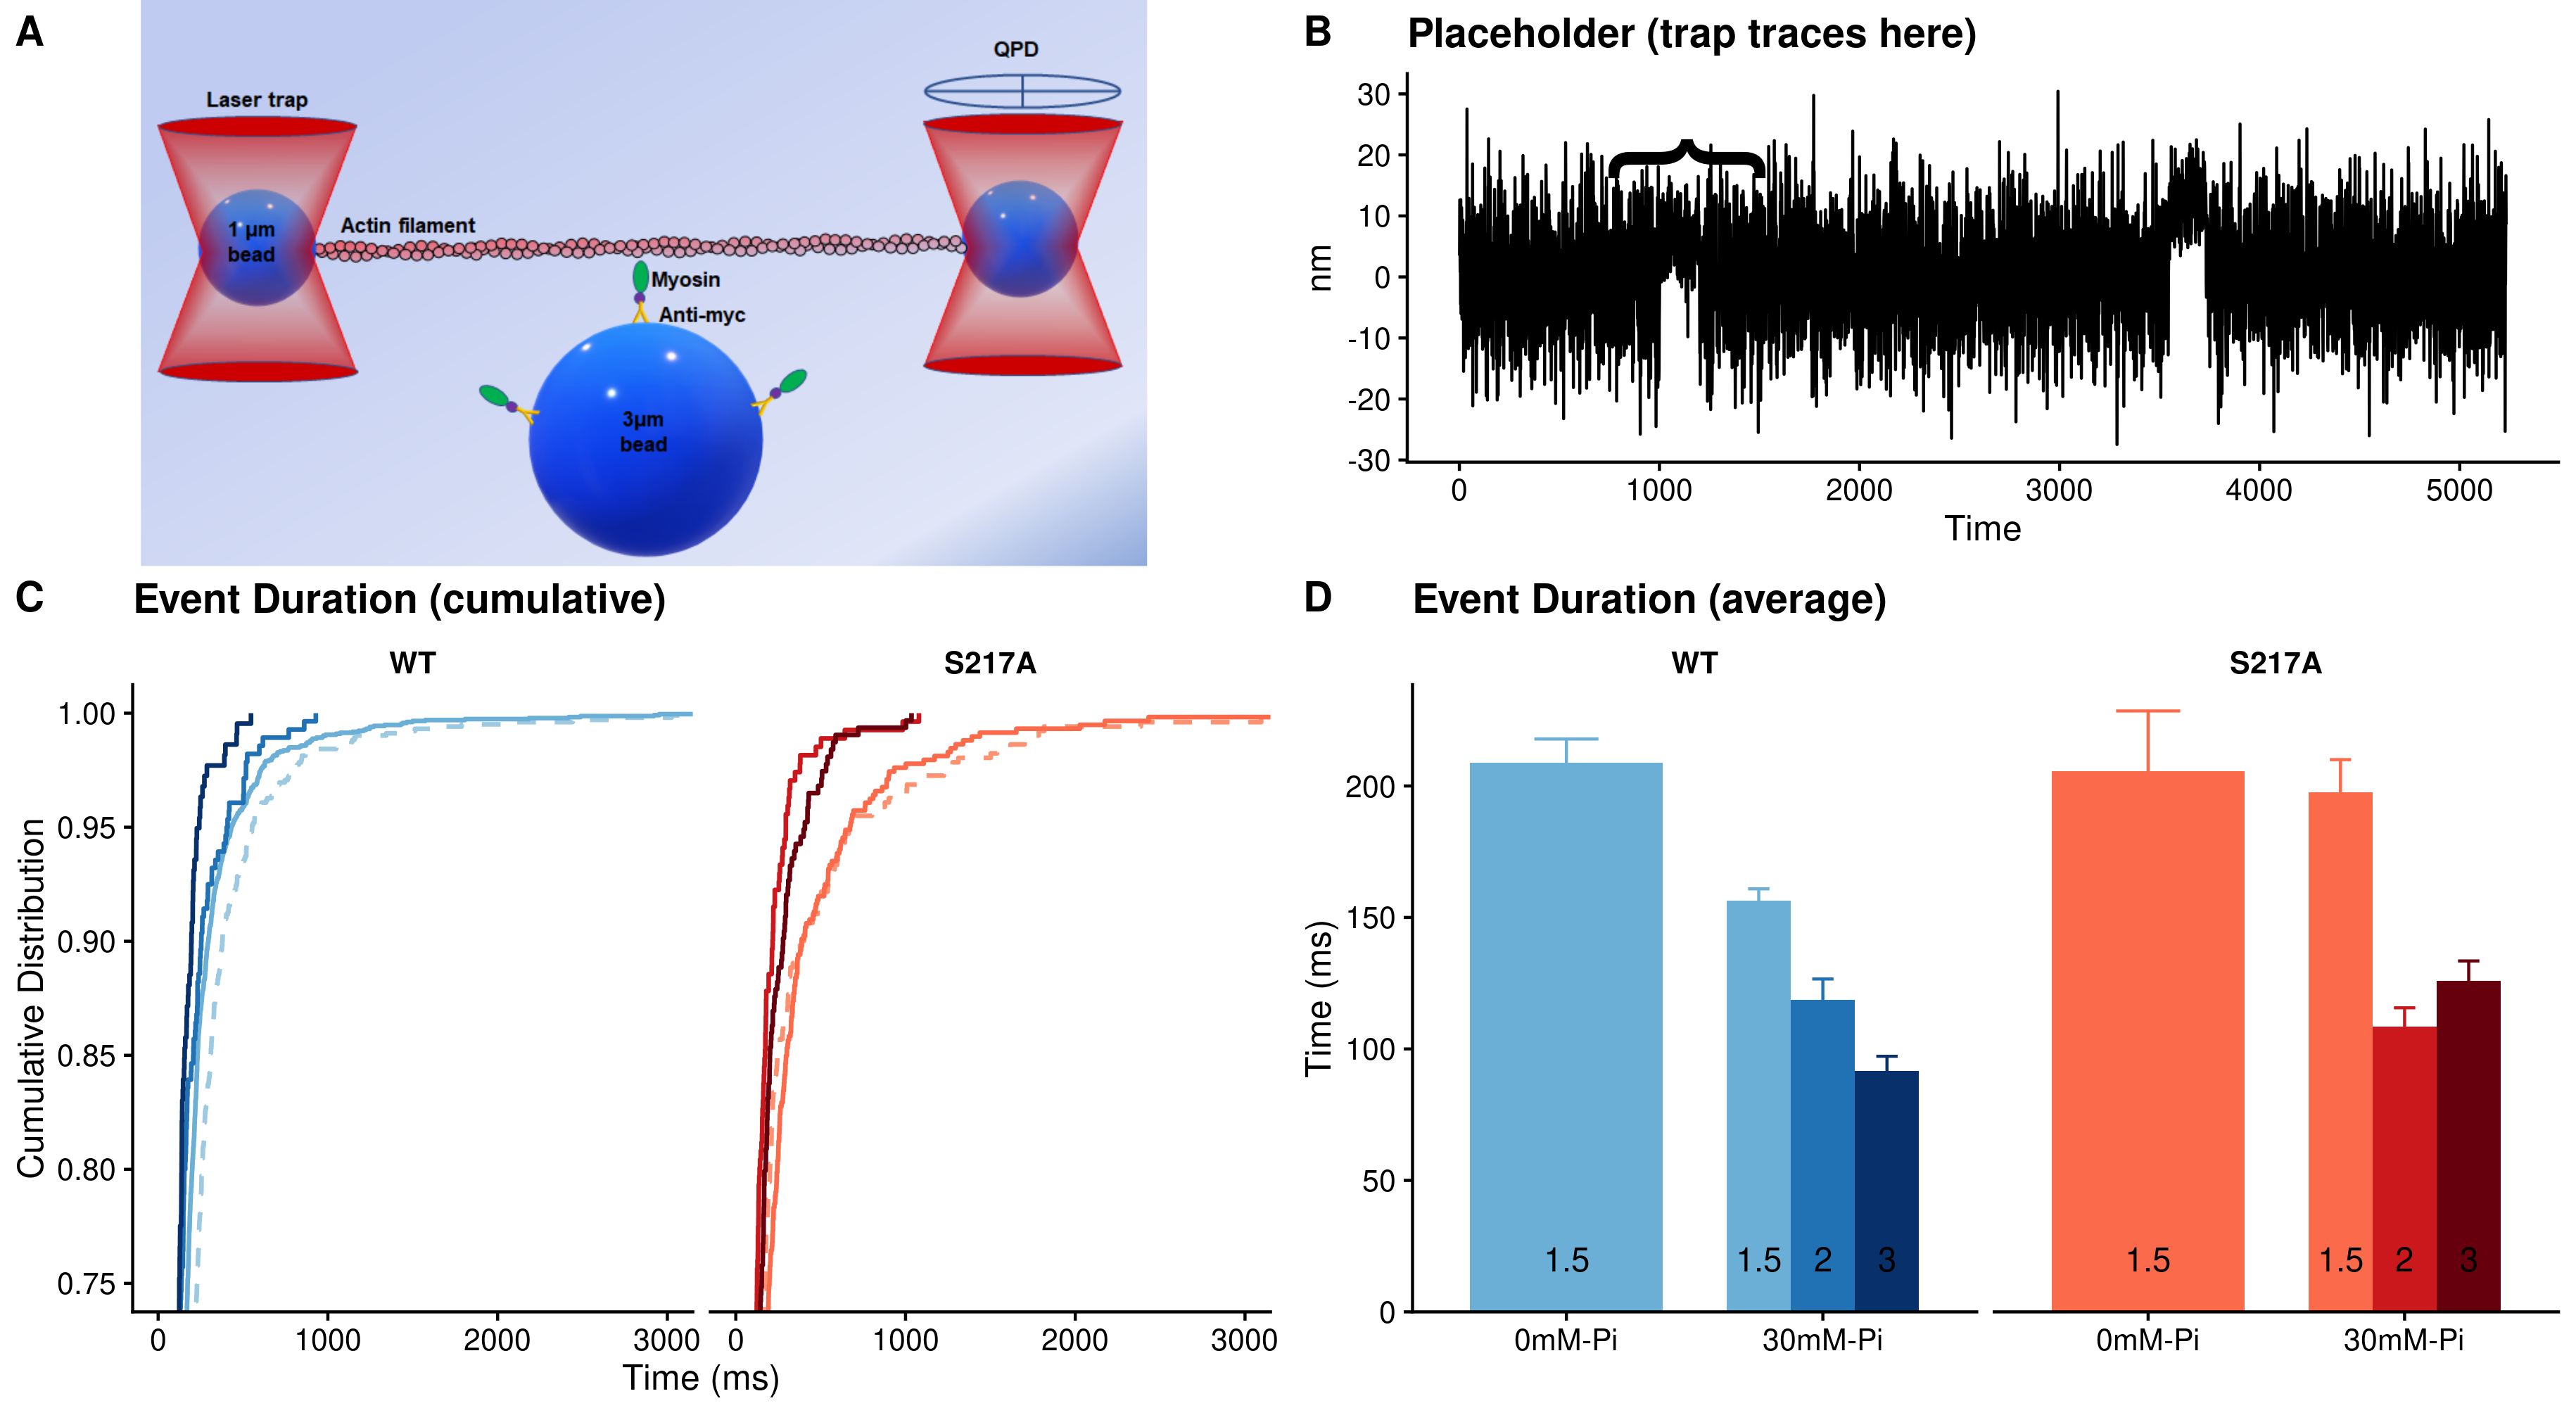 A
QPD
Laser trap
1 µm
bead
Actin filament
Myosin
Anti-myc
3µm
bead
B
Placeholder (trap traces here)
30
20
10
0
-10
-20
-30
nm
0 1000 2000 3000 4000 5000
Time
C
Event Duration (cumulative)
WT S217A
1.00
0.95
0.90
0.85
0.80
0.75
Cumulative Distribution
0 1000 2000 3000 0 1000 2000 3000
Time (ms)
D
Event Duration (average)
WT S217A
200
150
100
50
0
Time (ms)
1.5 1.5 2 3 1.5 1.5 2 3
0mM-Pi 30mM-Pi 0mM-Pi 30mM-Pi